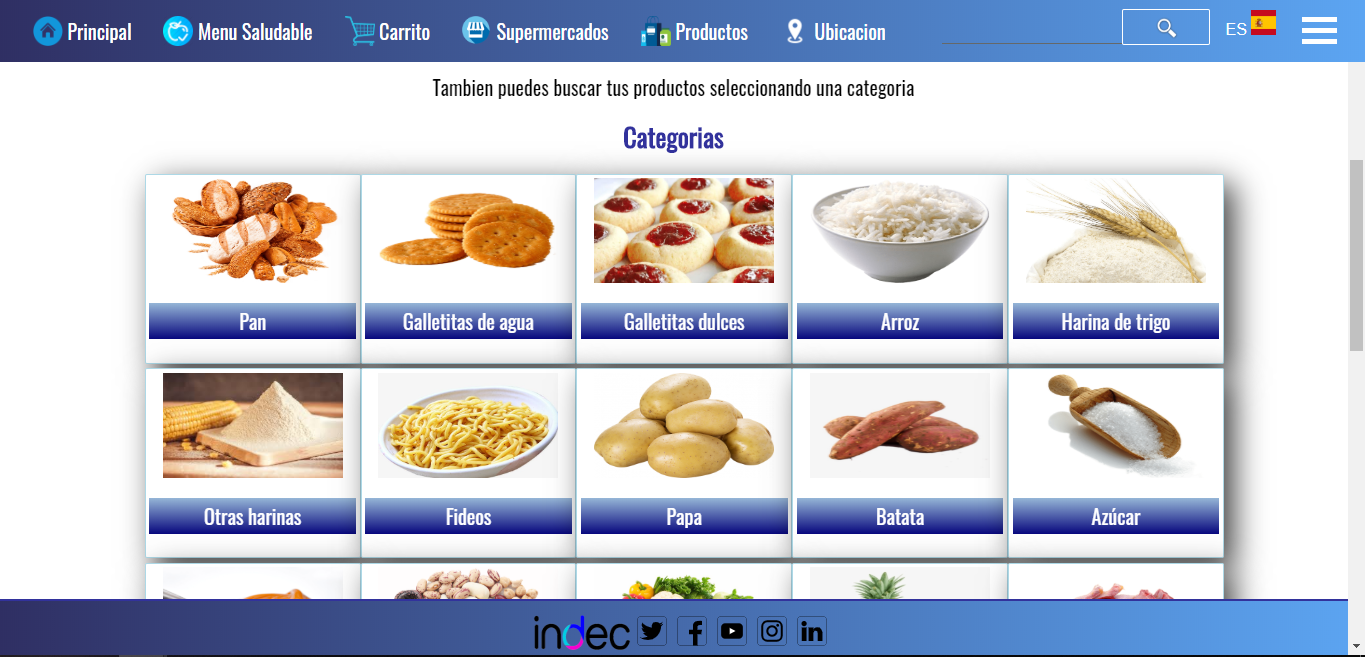 Principal
Menu Saludable
Carrito
Supermercados
Productos
Ubicacion
ES
Tambien puedes buscar tus productos seleccionando una categoria
Categorias
Pan
Galletitas de agua
Galletitas dulces
Arroz
Harina de trigo
Otras harinas
Fideos
Papa
Batata
Azúcar
indec